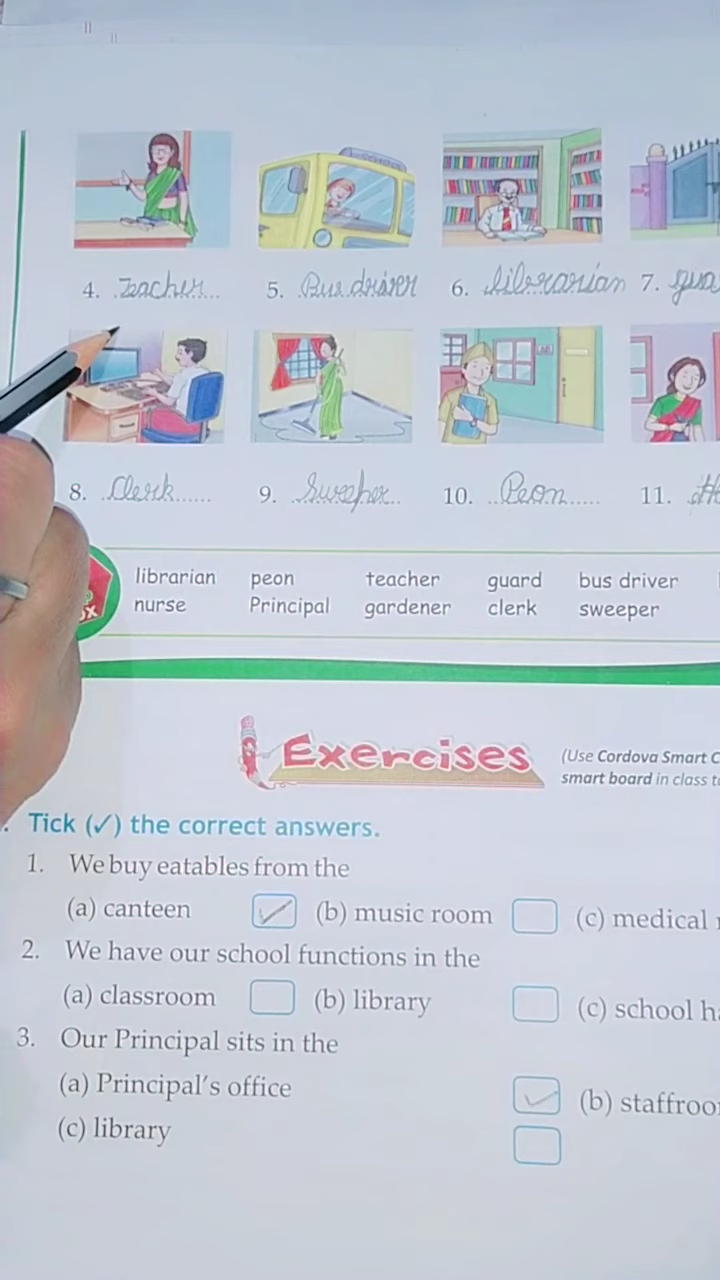 4. Teacher... 5. Bus driver 6. librarian 7. gua
8. Clerk...... 9. Sweeper.. 10. Peon..... 11.
librarian peon teacher guard bus driver
nurse Principal gardener clerk sweeper
Exercises (Use Cordova Smart C
smart board in class t
Tick (✓) the correct answers.
1. We buy eatables from the
(a) canteen (b) music room (c) medical
2. We have our school functions in the
(a) classroom (b) library (c) school ha
3. Our Principal sits in the
(a) Principal's office (b) staffroo
(c) library